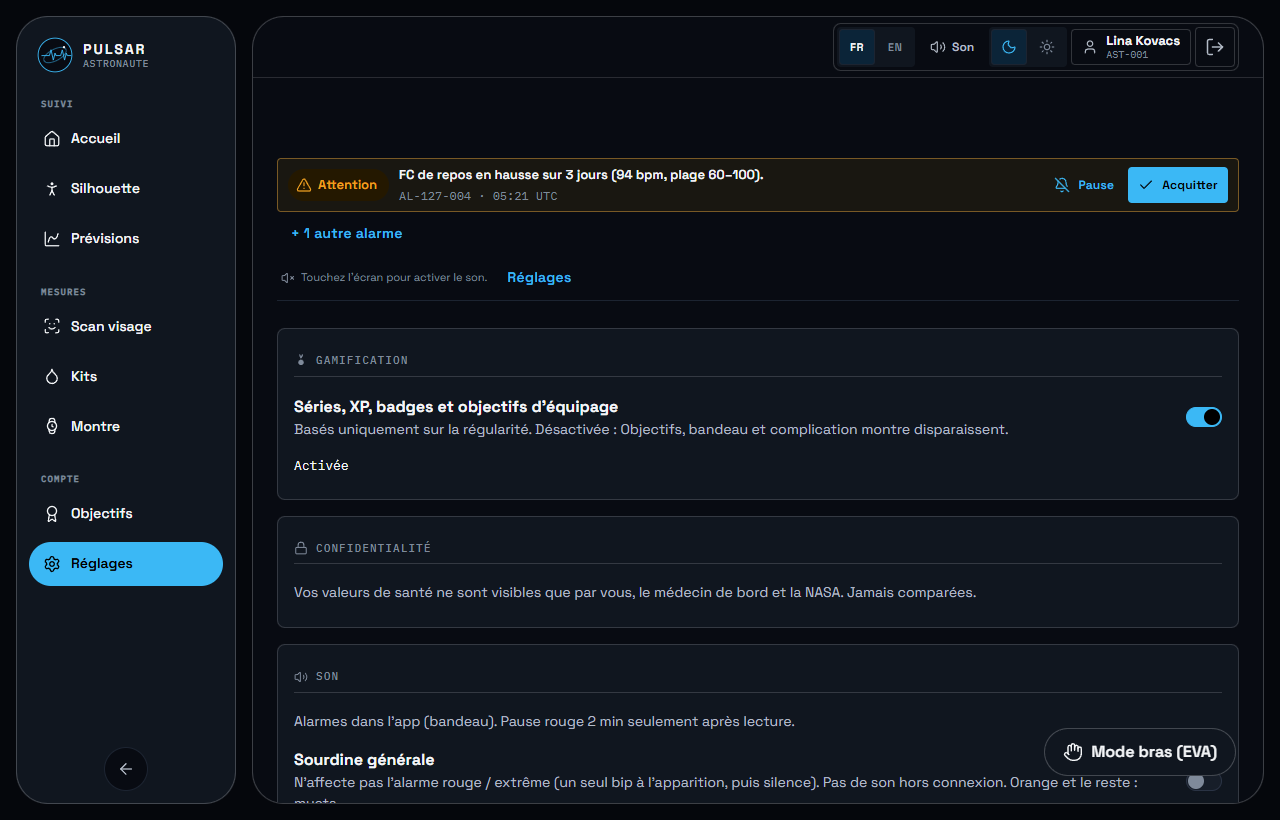 PULSAR
ASTRONAUTE
SUIVI
Accueil
Silhouette
Prévisions
MESURES
Scan visage
Kits
Montre
COMPTE
Objectifs
Réglages
FR
EN
Son
Lina Kovacs
AST-001
Attention
FC de repos en hausse sur 3 jours (94 bpm, plage 60–100).
AL-127-004 · 05:21 UTC
Pause
Acquitter
+ 1 autre alarme
Touchez l'écran pour activer le son.
Réglages
GAMIFICATION
Séries, XP, badges et objectifs d'équipage
Basés uniquement sur la régularité. Désactivée : Objectifs, bandeau et complication montre disparaissent.
Activée
CONFIDENTIALITÉ
Vos valeurs de santé ne sont visibles que par vous, le médecin de bord et la NASA. Jamais comparées.
SON
Alarmes dans l'app (bandeau). Pause rouge 2 min seulement après lecture.
Sourdine générale
N'affecte pas l'alarme rouge / extrême (un seul bip à l'apparition, puis silence). Pas de son hors connexion. Orange et le reste :
Mode bras (EVA)